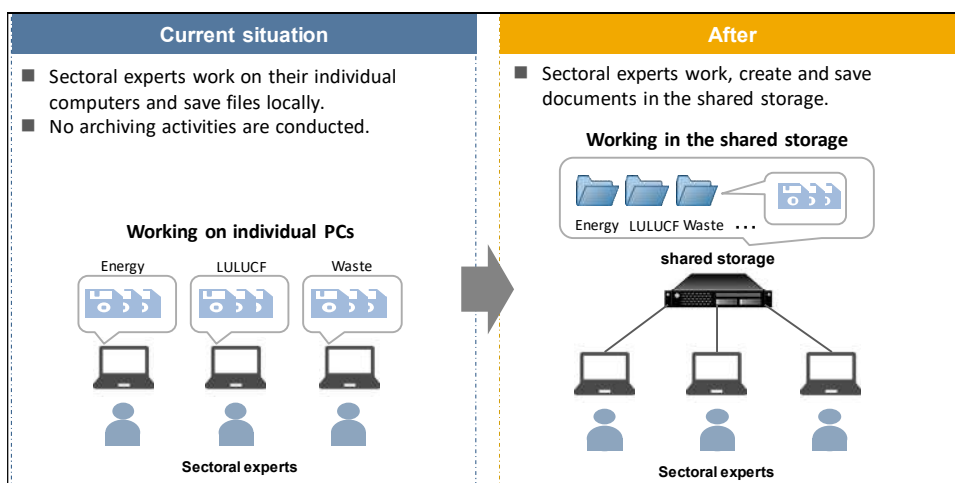 Current situation
■ Sectoral experts work on their individual
computers and save files locally.
■ No archiving activities are conducted.
Working on individual PCs
Energy LULUCF Waste
Sectoral experts
After
■ Sectoral experts work, create and save
documents in the shared storage.
Working in the shared storage
Energy LULUCF Waste ...
shared storage
Sectoral experts